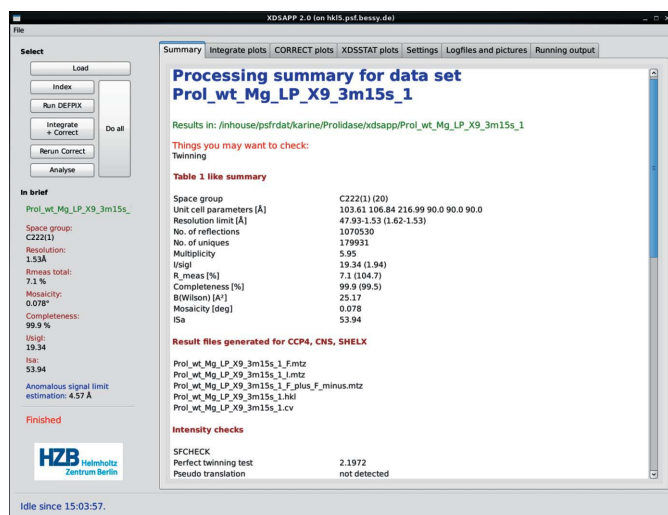 XDSAPP 2.0 (on hkl5.psf.bessy.de)
File
Select
Load
Index
Run DEFPIX
Integrate
+ Correct
Do all
Rerun Correct
Analyse
In brief
Prol_wt_Mg_LP_X9_3m15s_
Space group:
C222(1)
Resolution:
1.53Å
Rmeas total:
7.1 %
Mosaicity:
0.078°
Completeness:
99.9 %
I/sigI:
19.34
Isa:
53.94
Anomalous signal limit
estimation: 4.57 Å
Finished
HZB Helmholtz
Zentrum Berlin
Summary Integrate plots CORRECT plots XDSSTAT plots Settings Logfiles and pictures Running output
Processing summary for data set
Prol_wt_Mg_LP_X9_3m15s_1
Results in: /inhouse/psfrdat/karine/Prolidase/xdsapp/Prol_wt_Mg_LP_X9_3m15s_1
Things you may want to check:
Twinning
Table 1 like summary
Space group C222(1) (20)
Unit cell parameters [Å] 103.61 106.84 216.99 90.0 90.0 90.0
Resolution limit [Å] 47.93-1.53 (1.62-1.53)
No. of reflections 1070530
No. of uniques 179931
Multiplicity 5.95
I/sigI 19.34 (1.94)
R_meas [%] 7.1 (104.7)
Completeness [%] 99.9 (99.5)
B(Wilson) [A²] 25.17
Mosaicity [deg] 0.078
ISa 53.94
Result files generated for CCP4, CNS, SHELX
Prol_wt_Mg_LP_X9_3m15s_1_F.mtz
Prol_wt_Mg_LP_X9_3m15s_1_I.mtz
Prol_wt_Mg_LP_X9_3m15s_1_F_plus_F_minus.mtz
Prol_wt_Mg_LP_X9_3m15s_1.hkl
Prol_wt_Mg_LP_X9_3m15s_1.cv
Intensity checks
SFCHECK
Perfect twinning test 2.1972
Pseudo translation not detected
Idle since 15:03:57.